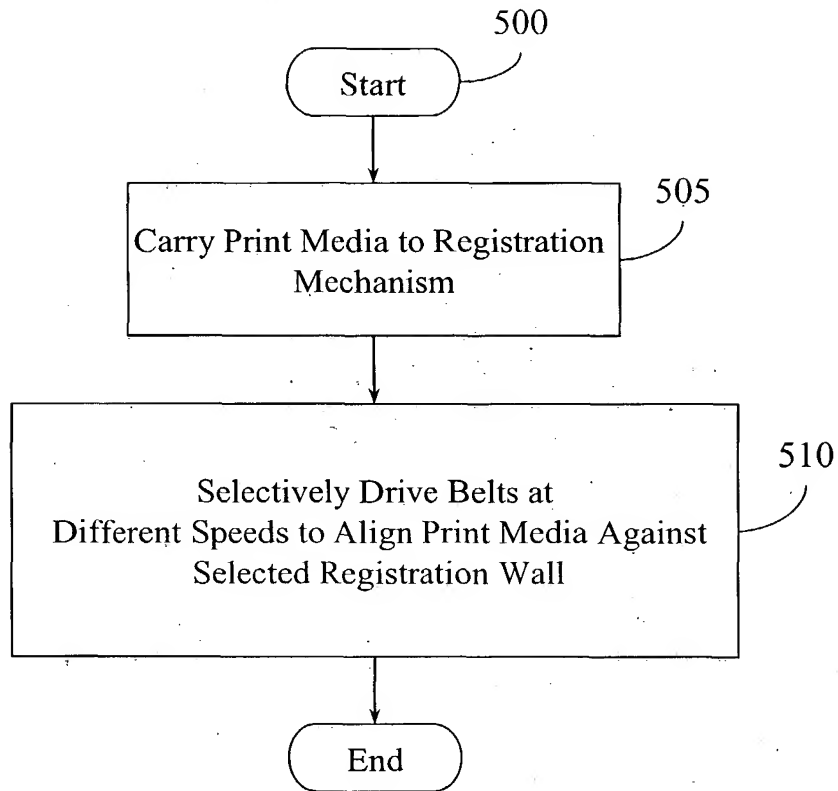 500
Start
505
Carry Print Media to Registration
Mechanism
510
Selectively Drive Belts at
Different Speeds to Align Print Media Against
Selected Registration Wall
End